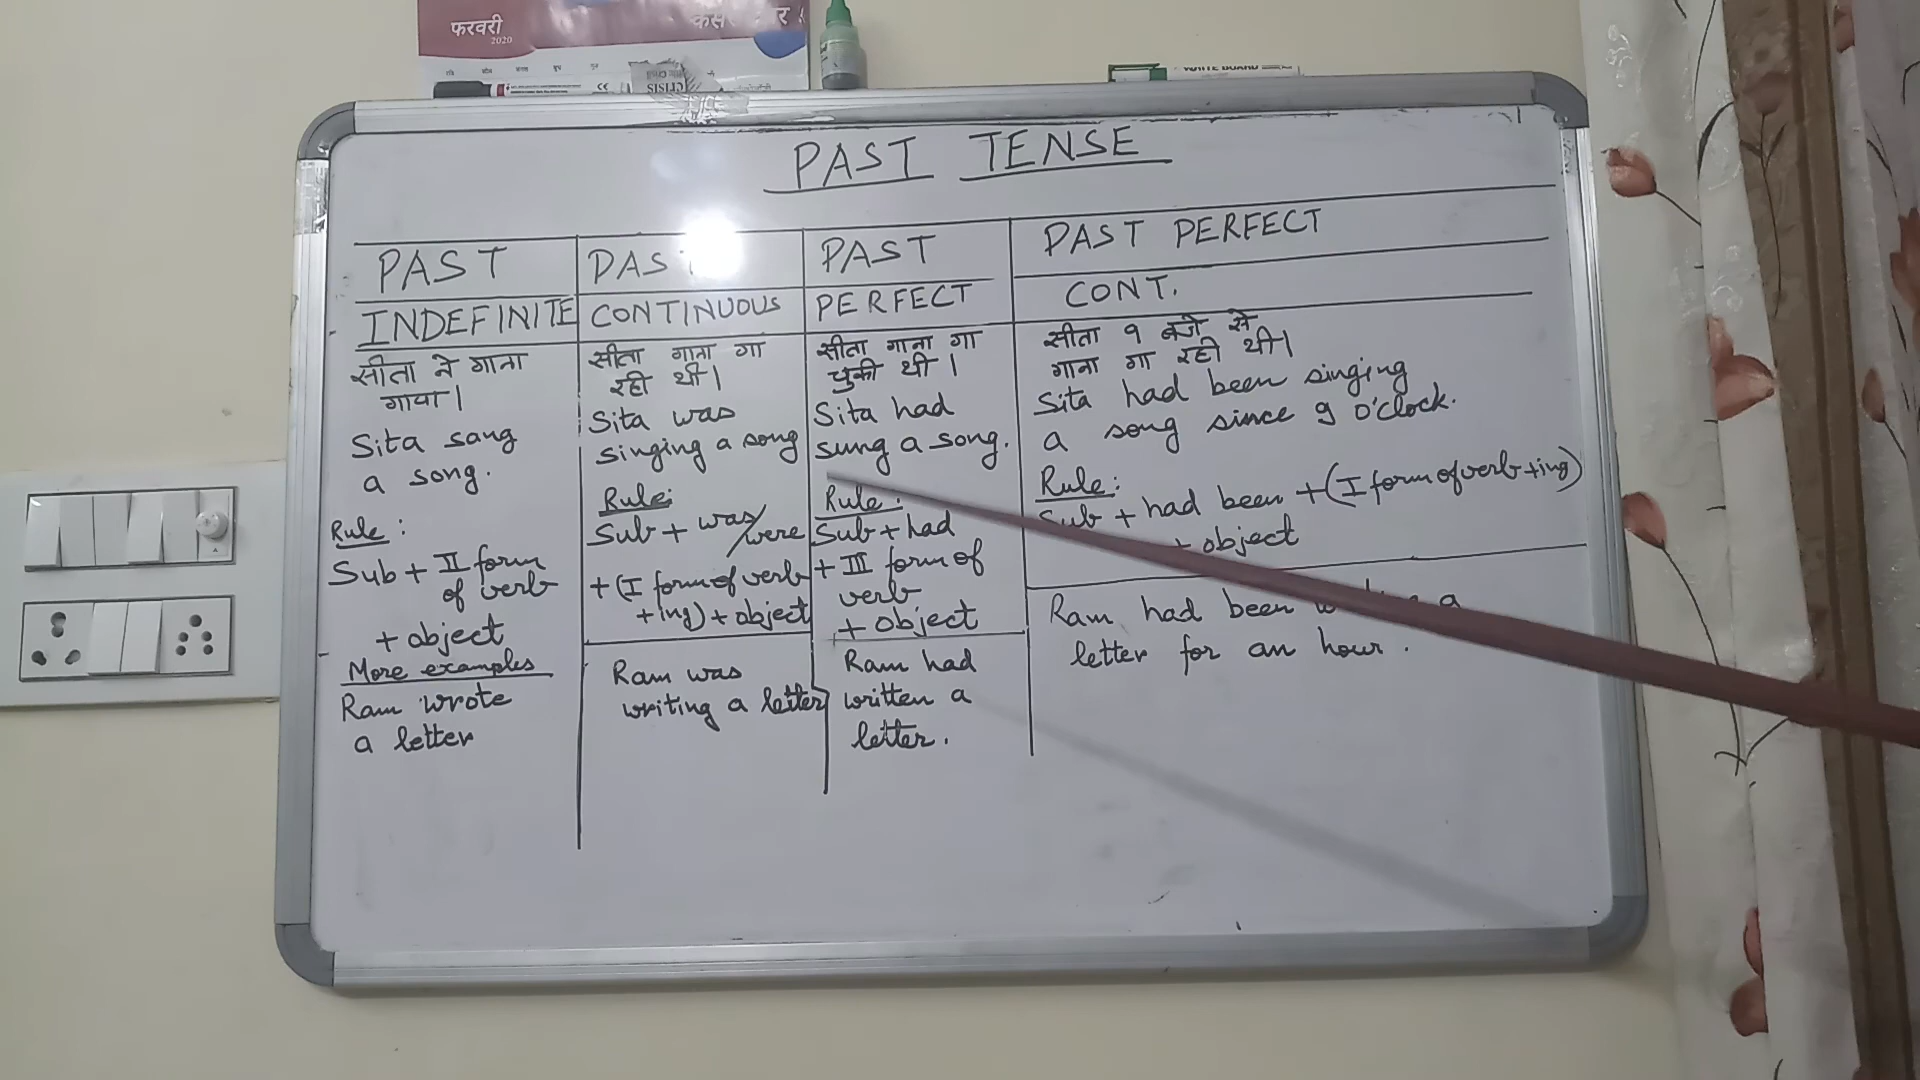 फरवरी
2020
WHITE BOARD
PAST TENSE
PAST
INDEFINITE
सीता ने गाना
गाया।
Sita sang
a song.
Rule:
Sub + II form
of verb
+ object
More examples
Ram wrote
a letter
PAST
CONTINUOUS
सीता गाना गा
रही थी।
Sita was
singing a song
Rule:
Sub + was/were
+ (I form of verb
+ing) + object
Ram was
writing a letter
PAST
PERFECT
सीता गाना गा
चुकी थी।
Sita had
sung a song.
Rule:
Sub + had
+ III form of
verb
+ object
Ram had
written a
letter.
PAST PERFECT
CONT.
सीता 9 बजे से
गाना गा रही थी।
Sita had been singing
a song since 9 o'clock.
Rule:
Sub + had been + (I form of verb+ing)
+ object
Ram had been a
letter for an hour.